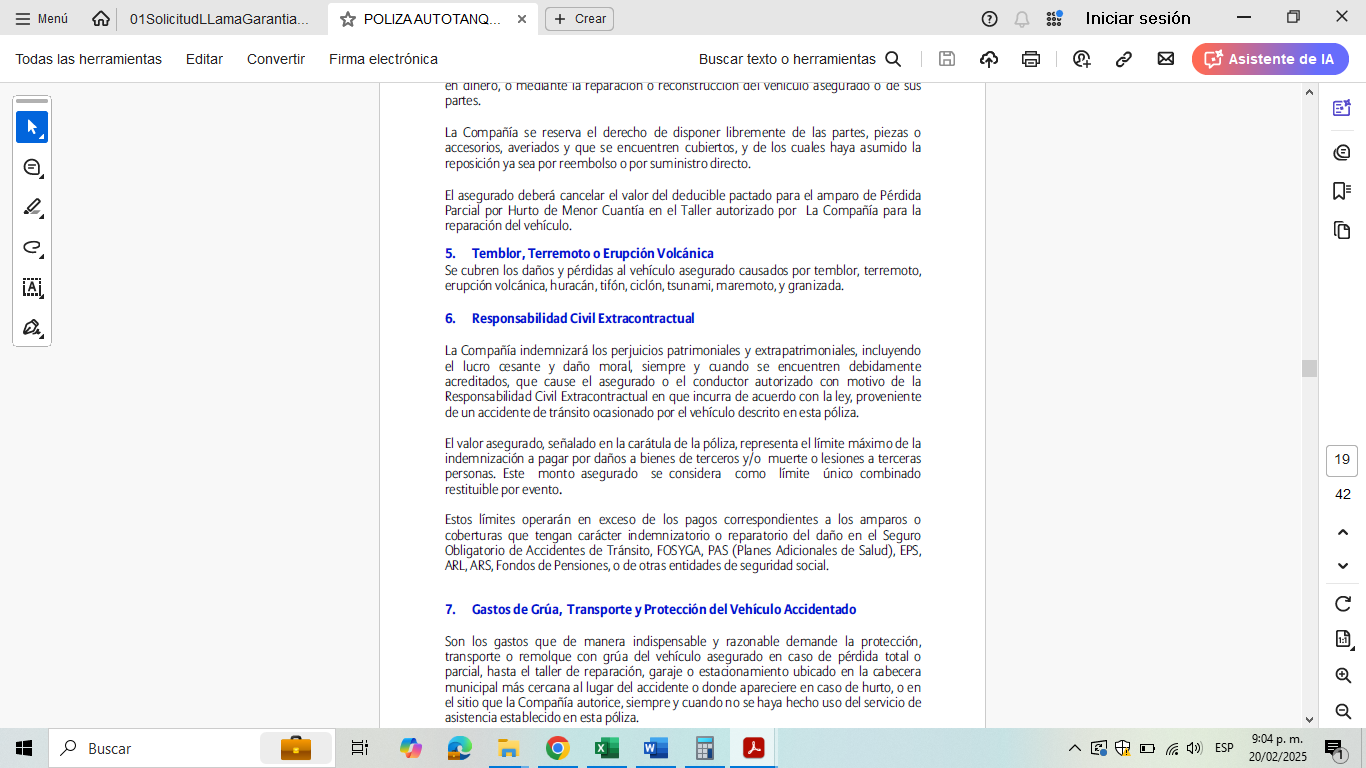 Menú
01SolicitudLLamaGarantia...
POLIZA AUTOTANQ...
Crear
Iniciar sesión
Todas las herramientas
Editar
Convertir
Firma electrónica
Buscar texto o herramientas
Asistente de IA
en dinero, o mediante la reparación o reconstrucción del vehículo asegurado o de sus
partes.
La Compañía se reserva el derecho de disponer libremente de las partes, piezas o
accesorios, averiados y que se encuentren cubiertos, y de los cuales haya asumido la
reposición ya sea por reembolso o por suministro directo.
El asegurado deberá cancelar el valor del deducible pactado para el amparo de Pérdida
Parcial por Hurto de Menor Cuantía en el Taller autorizado por La Compañía para la
reparación del vehículo.
5. Temblor, Terremoto o Erupción Volcánica
Se cubren los daños y pérdidas al vehículo asegurado causados por temblor, terremoto,
erupción volcánica, huracán, tifón, ciclón, tsunami, maremoto, y granizada.
6. Responsabilidad Civil Extracontractual
La Compañía indemnizará los perjuicios patrimoniales y extrapatrimoniales, incluyendo
el lucro cesante y daño moral, siempre y cuando se encuentren debidamente
acreditados, que cause el asegurado o el conductor autorizado con motivo de la
Responsabilidad Civil Extracontractual en que incurra de acuerdo con la ley, proveniente
de un accidente de tránsito ocasionado por el vehículo descrito en esta póliza.
El valor asegurado, señalado en la carátula de la póliza, representa el límite máximo de la
indemnización a pagar por daños a bienes de terceros y/o muerte o lesiones a terceras
personas. Este monto asegurado se considera como límite único combinado
restituible por evento.
Estos límites operarán en exceso de los pagos correspondientes a los amparos o
coberturas que tengan carácter indemnizatorio o reparatorio del daño en el Seguro
Obligatorio de Accidentes de Tránsito, FOSYGA, PAS (Planes Adicionales de Salud), EPS,
ARL, ARS, Fondos de Pensiones, o de otras entidades de seguridad social.
7. Gastos de Grúa, Transporte y Protección del Vehículo Accidentado
Son los gastos que de manera indispensable y razonable demande la protección,
transporte o remolque con grúa del vehículo asegurado en caso de pérdida total o
parcial, hasta el taller de reparación, garaje o estacionamiento ubicado en la cabecera
municipal más cercana al lugar del accidente o donde apareciere en caso de hurto, o en
el sitio que la Compañía autorice, siempre y cuando no se haya hecho uso del servicio de
asistencia establecido en esta póliza.
19
42
1:1
Buscar
ESP
9:04 p. m.
20/02/2025
1